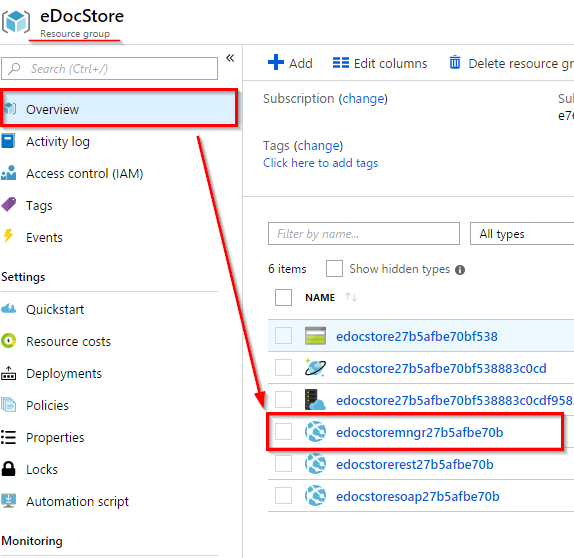 eDocStore
Resource group
«
Search (Ctrl+/)
Overview
Activity log
Access control (IAM)
Tags
Events
Settings
Quickstart
Resource costs
Deployments
Policies
Properties
Locks
Automation script
Monitoring
Add Edit columns Delete resource gr
Subscription (change) Su
e76
Tags (change)
Click here to add tags
Filter by name... All types
6 items Show hidden types
NAME ↑↓
edocstore27b5afbe70bf538
edocstore27b5afbe70bf538883c0cd
edocstore27b5afbe70bf538883c0cdf958
edocstoremngr27b5afbe70b
edocstorerest27b5afbe70b
edocstoresoap27b5afbe70b